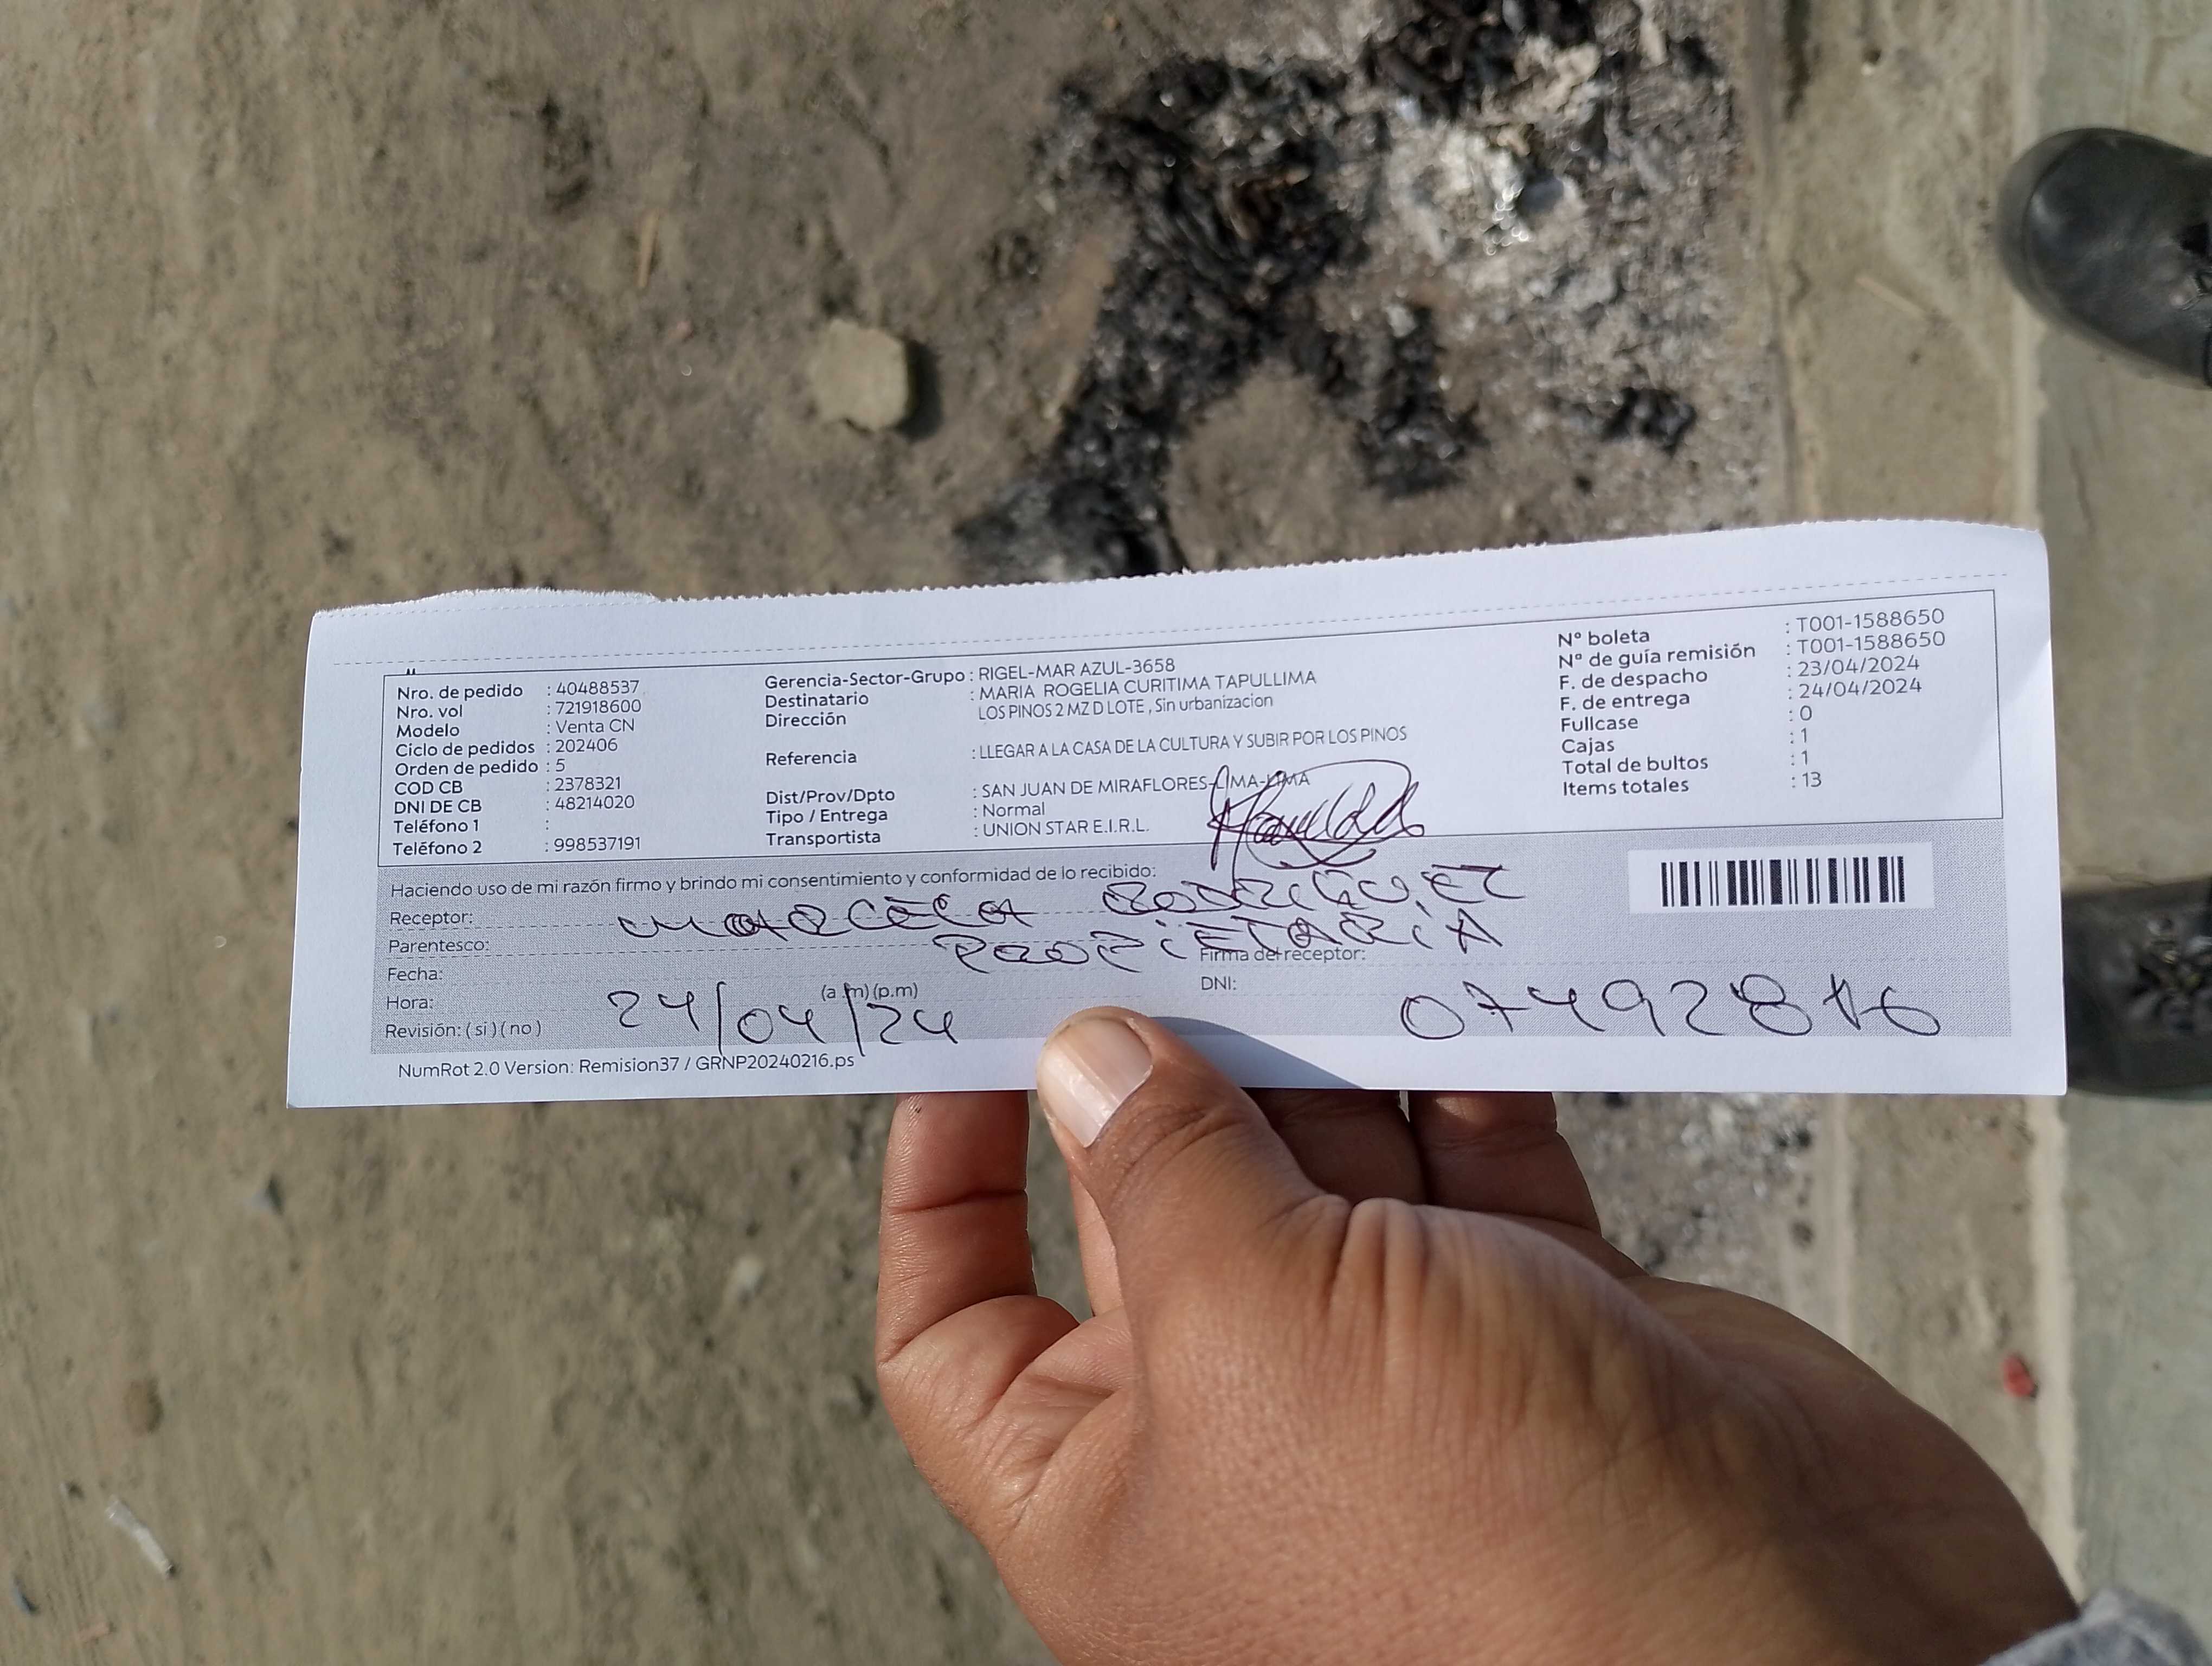 Nro. de pedido : 40488537
Nro. vol : 721918600
Modelo : Venta CN
Ciclo de pedidos : 202406
Orden de pedido : 5
COD CB : 2378321
DNI DE CB : 48214020
Teléfono 1 :
Teléfono 2 : 998537191
Gerencia-Sector-Grupo : RIGEL-MAR AZUL-3658
Destinatario : MARIA ROGELIA CURITIMA TAPULLIMA
Dirección LOS PINOS 2 MZ D LOTE , Sin urbanizacion
Referencia : LLEGAR A LA CASA DE LA CULTURA Y SUBIR POR LOS PINOS
Dist/Prov/Dpto : SAN JUAN DE MIRAFLORES-LIMA-LIMA
Tipo / Entrega : Normal
Transportista : UNION STAR E.I.R.L.
Nº boleta : T001-1588650
Nº de guía remisión : T001-1588650
F. de despacho : 23/04/2024
F. de entrega : 24/04/2024
Fullcase : 0
Cajas : 1
Total de bultos : 1
Items totales : 13
Haciendo uso de mi razón firmo y brindo mi consentimiento y conformidad de lo recibido:
Receptor: MARCELA RODRIGUEZ
Parentesco: PROPIETARIA
Fecha: Firma del receptor:
Hora: (a .m) (p.m) DNI:
24/04/24 07492816
Revisión: ( si ) ( no )
NumRot 2.0 Version: Remision37 / GRNP20240216.ps